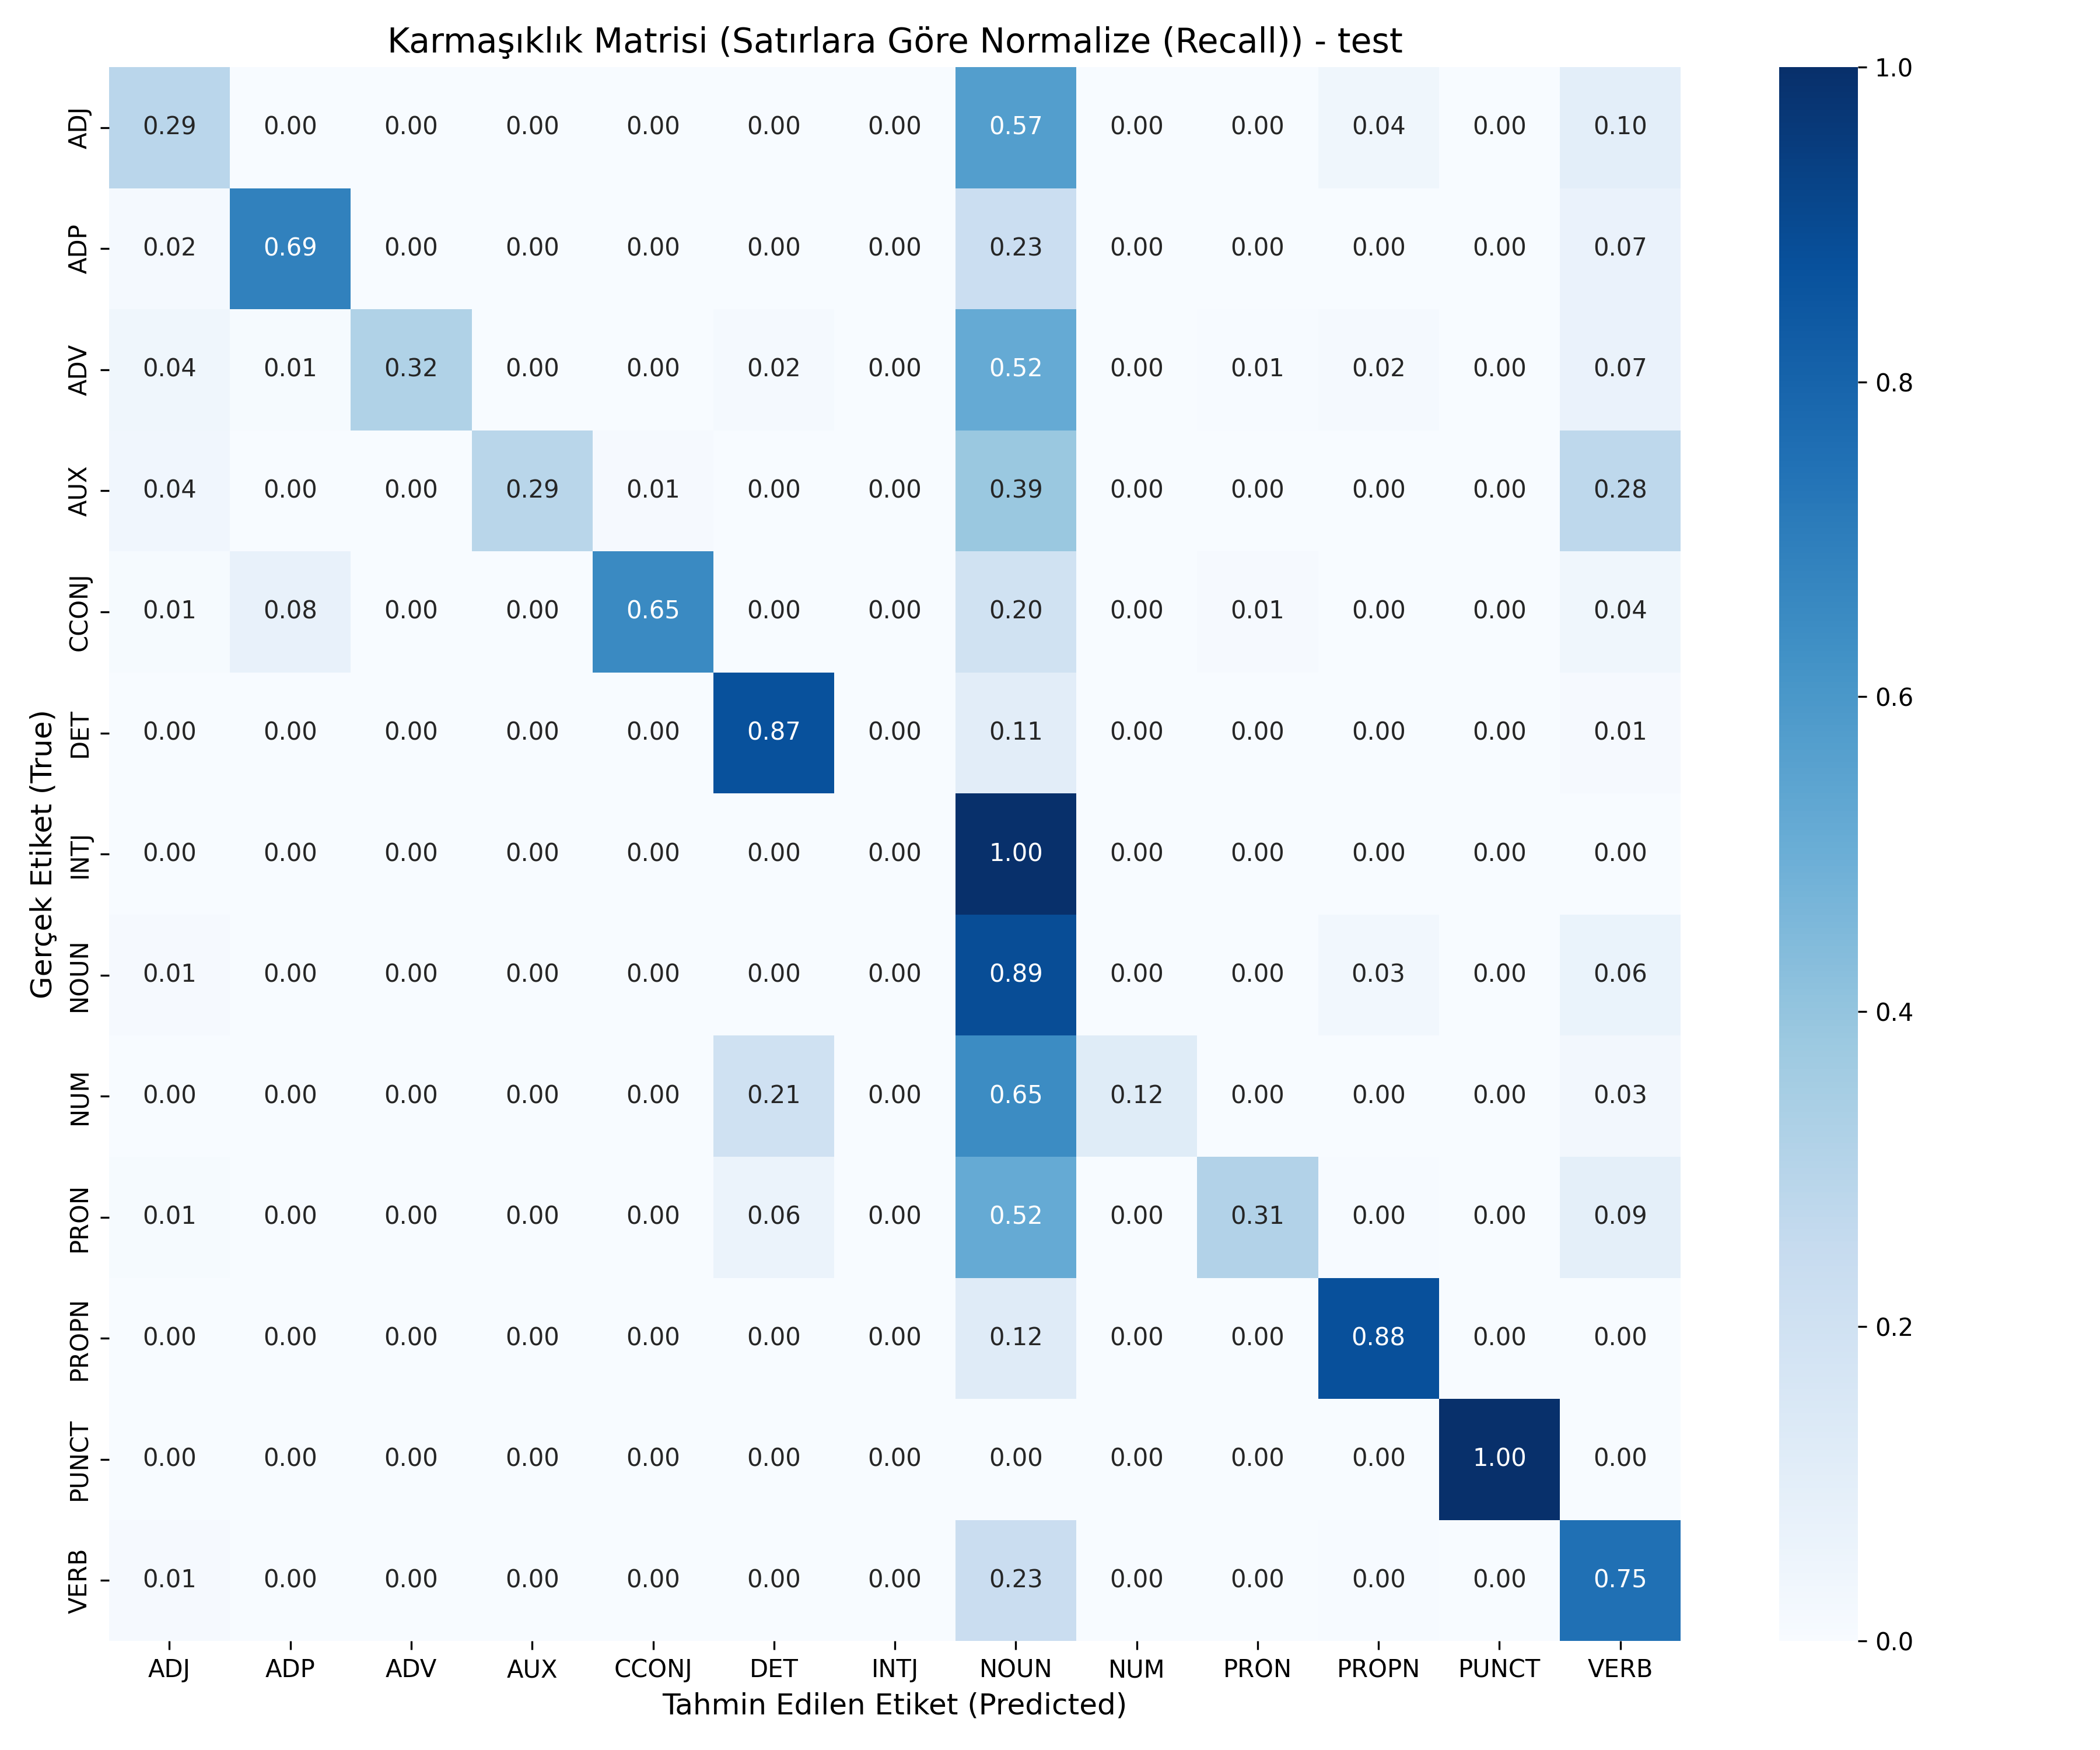 Karmaşıklık Matrisi (Satırlara Göre Normalize (Recall)) - test
Gerçek Etiket (True)
ADJ 0.29 0.00 0.00 0.00 0.00 0.00 0.00 0.57 0.00 0.00 0.04 0.00 0.10
ADP 0.02 0.69 0.00 0.00 0.00 0.00 0.00 0.23 0.00 0.00 0.00 0.00 0.07
ADV 0.04 0.01 0.32 0.00 0.00 0.02 0.00 0.52 0.00 0.01 0.02 0.00 0.07
AUX 0.04 0.00 0.00 0.29 0.01 0.00 0.00 0.39 0.00 0.00 0.00 0.00 0.28
CCONJ 0.01 0.08 0.00 0.00 0.65 0.00 0.00 0.20 0.00 0.01 0.00 0.00 0.04
DET 0.00 0.00 0.00 0.00 0.00 0.87 0.00 0.11 0.00 0.00 0.00 0.00 0.01
INTJ 0.00 0.00 0.00 0.00 0.00 0.00 0.00 1.00 0.00 0.00 0.00 0.00 0.00
NOUN 0.01 0.00 0.00 0.00 0.00 0.00 0.00 0.89 0.00 0.00 0.03 0.00 0.06
NUM 0.00 0.00 0.00 0.00 0.00 0.21 0.00 0.65 0.12 0.00 0.00 0.00 0.03
PRON 0.01 0.00 0.00 0.00 0.00 0.06 0.00 0.52 0.00 0.31 0.00 0.00 0.09
PROPN 0.00 0.00 0.00 0.00 0.00 0.00 0.00 0.12 0.00 0.00 0.88 0.00 0.00
PUNCT 0.00 0.00 0.00 0.00 0.00 0.00 0.00 0.00 0.00 0.00 0.00 1.00 0.00
VERB 0.01 0.00 0.00 0.00 0.00 0.00 0.00 0.23 0.00 0.00 0.00 0.00 0.75
ADJ ADP ADV AUX CCONJ DET INTJ NOUN NUM PRON PROPN PUNCT VERB
Tahmin Edilen Etiket (Predicted)
1.0
0.8
0.6
0.4
0.2
0.0